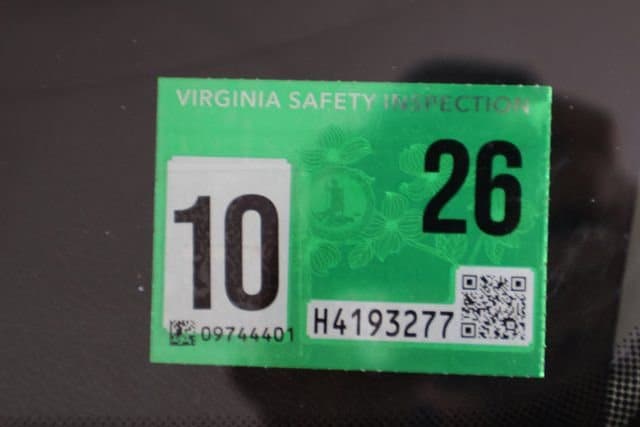 VIRGINIA SAFETY INSPECTION
10
26
09744401
H4193277